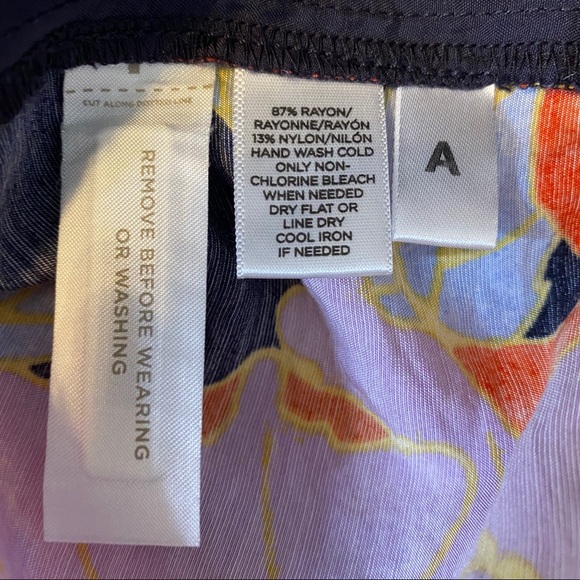 CUT ALONG DOTTED LINE
REMOVE BEFORE WEARING
OR WASHING
87% RAYON/
RAYONNE/RAYÓN
13% NYLON/NILÓN
HAND WASH COLD
ONLY NON-
CHLORINE BLEACH
WHEN NEEDED
DRY FLAT OR
LINE DRY
COOL IRON
IF NEEDED
A